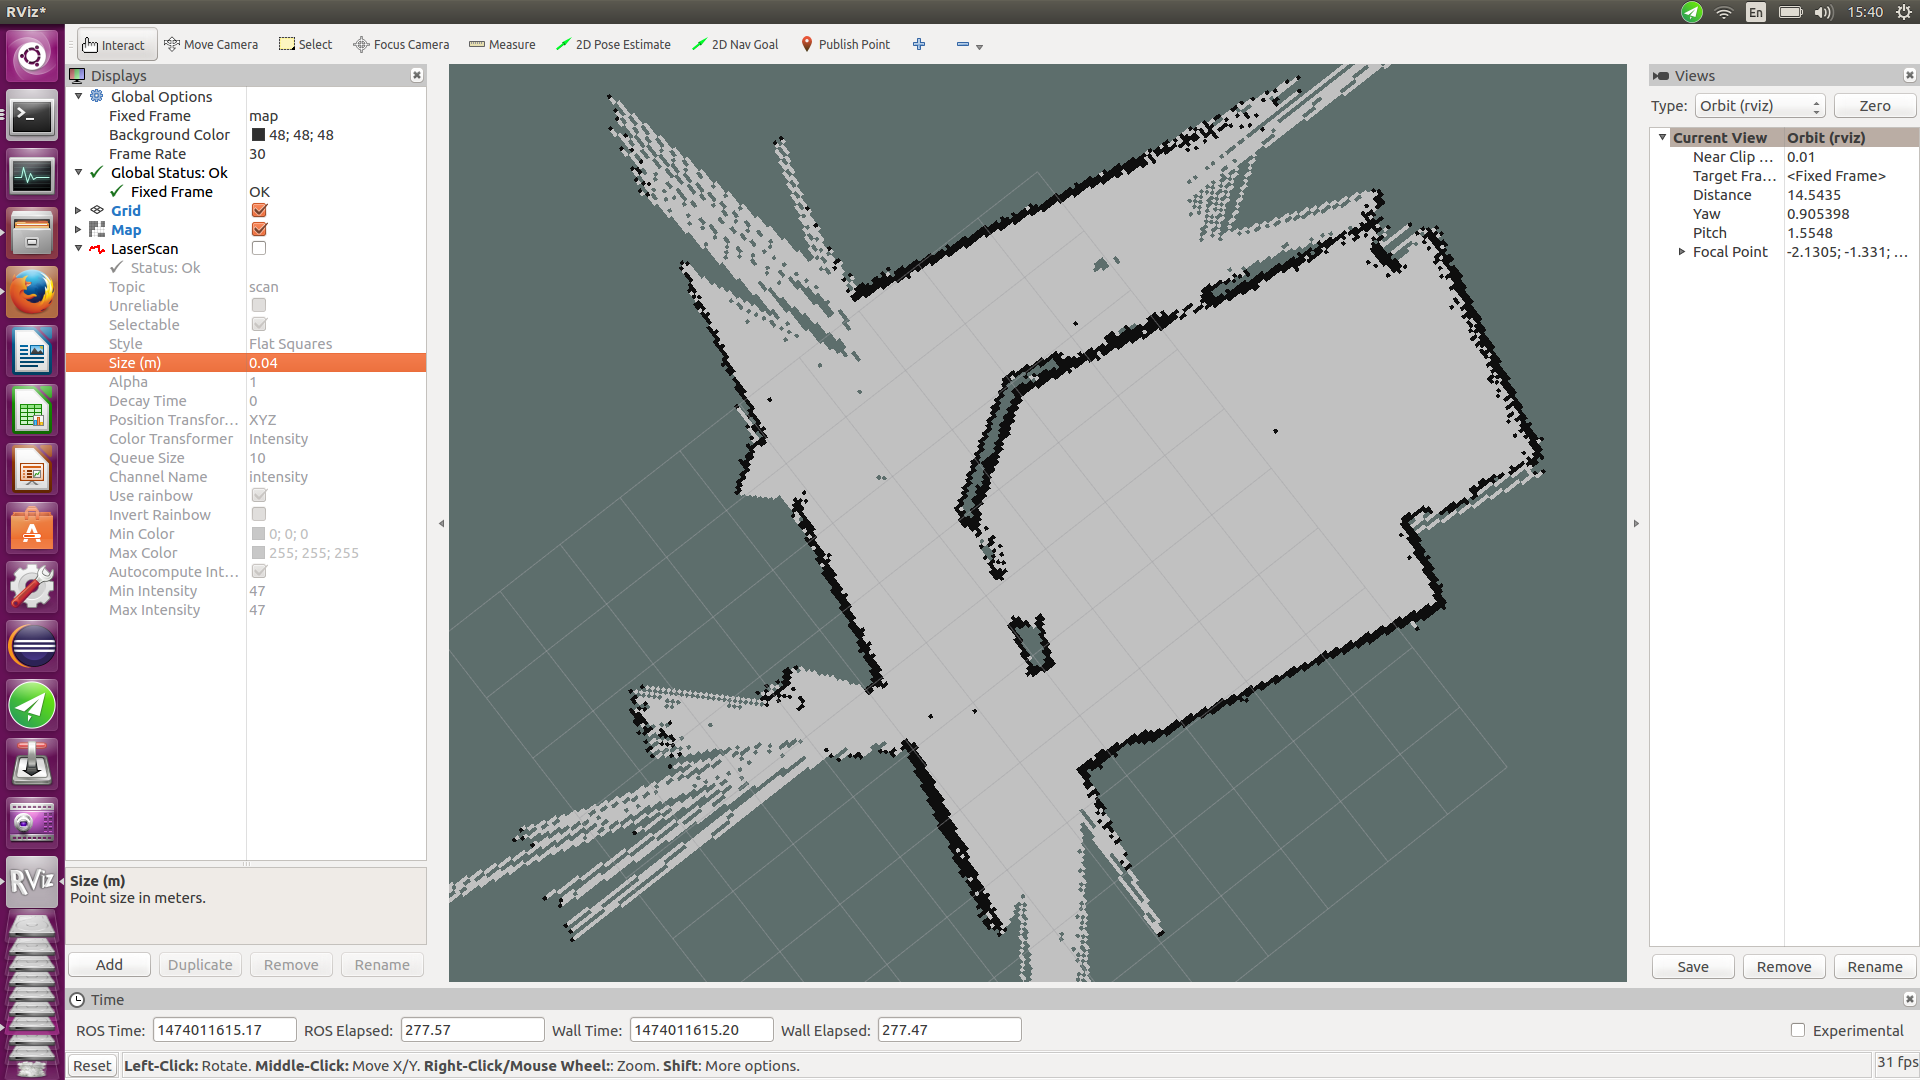 RViz*
En
15:40
Interact
Move Camera
Select
Focus Camera
Measure
2D Pose Estimate
2D Nav Goal
Publish Point
Displays
Global Options
Fixed Frame map
Background Color 48; 48; 48
Frame Rate 30
Global Status: Ok
Fixed Frame OK
Grid
Map
LaserScan
Status: Ok
Topic scan
Unreliable
Selectable
Style Flat Squares
Size (m) 0.04
Alpha 1
Decay Time 0
Position Transfor... XYZ
Color Transformer Intensity
Queue Size 10
Channel Name intensity
Use rainbow
Invert Rainbow
Min Color 0; 0; 0
Max Color 255; 255; 255
Autocompute Int...
Min Intensity 47
Max Intensity 47
RViz
Size (m)
Point size in meters.
Add Duplicate Remove Rename
Views
Type: Orbit (rviz) Zero
Current View Orbit (rviz)
Near Clip ... 0.01
Target Fra... <Fixed Frame>
Distance 14.5435
Yaw 0.905398
Pitch 1.5548
Focal Point -2.1305; -1.331; ...
Save Remove Rename
Time
ROS Time: 1474011615.17 ROS Elapsed: 277.57 Wall Time: 1474011615.20 Wall Elapsed: 277.47 Experimental
Reset Left-Click: Rotate. Middle-Click: Move X/Y. Right-Click/Mouse Wheel:: Zoom. Shift: More options. 31 fps